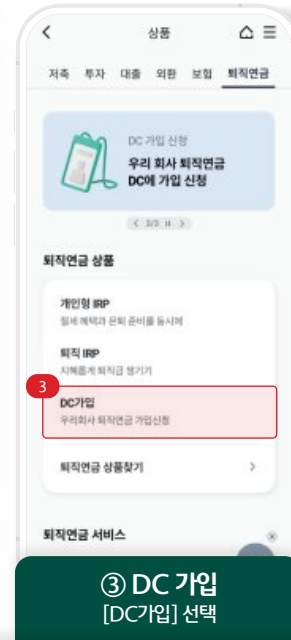 상품
저축 투자 대출 외환 보험 퇴직연금
DC 가입 신청
우리 회사 퇴직연금
DC에 가입 신청
3/3
퇴직연금 상품
개인형 IRP
절세 혜택과 은퇴 준비를 동시에
퇴직 IRP
지혜롭게 퇴직금 챙기기
3
DC가입
우리회사 퇴직연금 가입신청
퇴직연금 상품찾기
퇴직연금 서비스
③ DC 가입
[DC가입] 선택